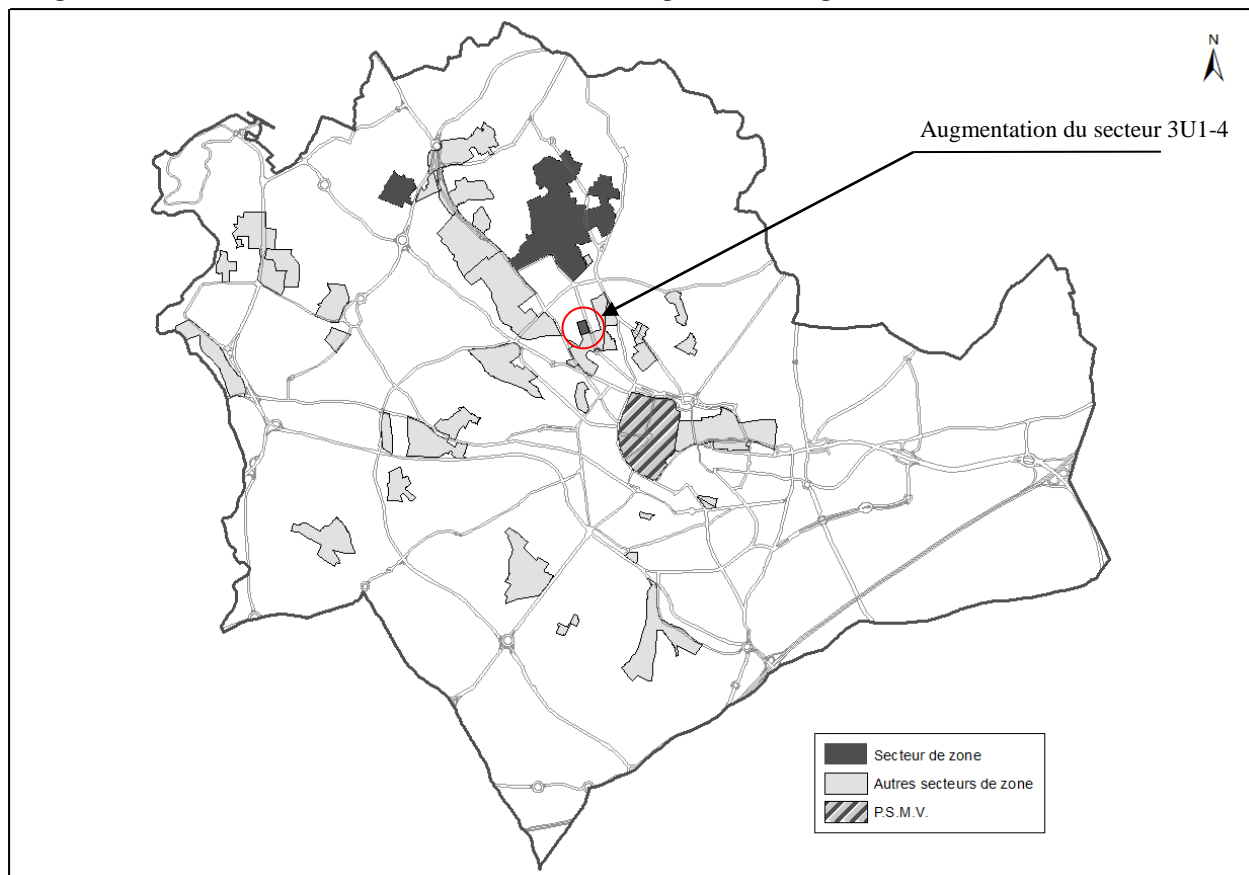 N
Augmentation du secteur 3U1-4
Secteur de zone
Autres secteurs de zone
P.S.M.V.